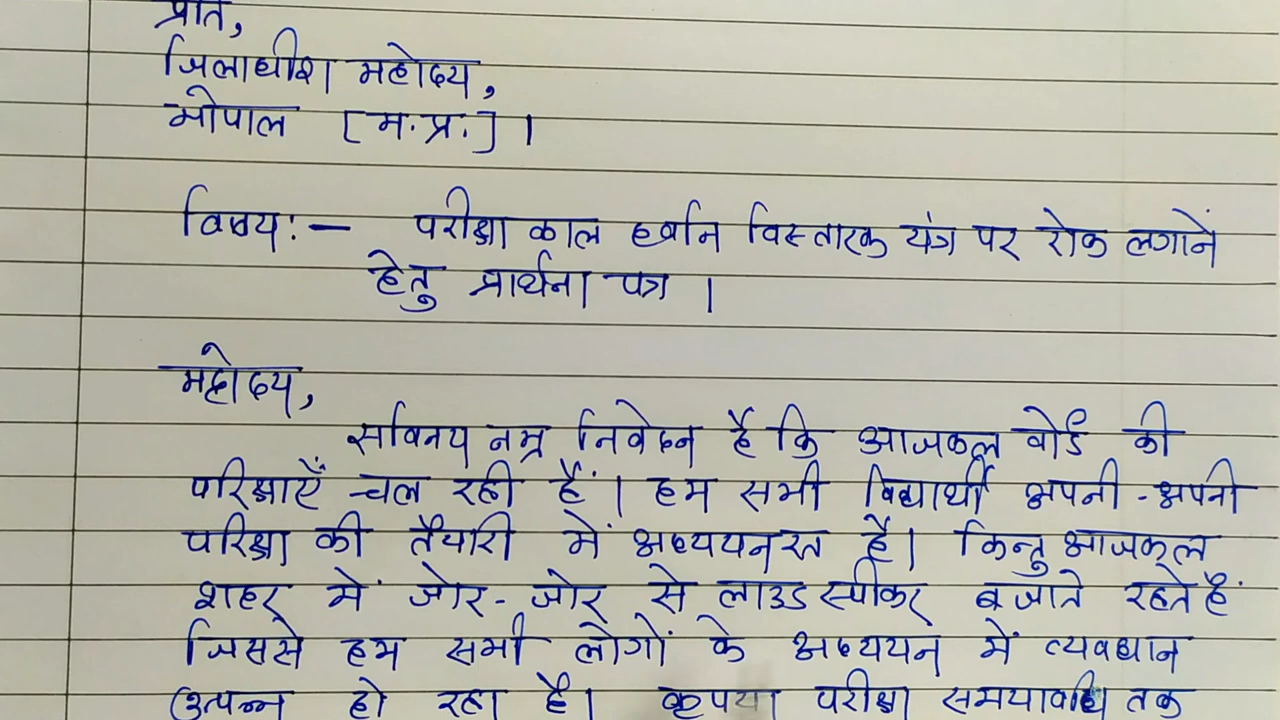 प्रति,
जिलाधीश महोदय,
भोपाल [म.प्र.] ।
विषय:- परीक्षा काल ध्वनि विस्तारक यंत्र पर रोक लगानें
हेतु प्रार्थना पत्र ।
महोदय,
सविनय नम्र निवेदन है कि आजकल बोर्ड की
परिक्षाएँ चल रही हैं । हम सभी विद्यार्थी अपनी-अपनी
परिक्षा की तैयारी में अध्ययनरत है। किन्तु आजकल
शहर में जोर-जोर से लाउडस्पीकर बजाते रहते हैं
जिससे हम सभी लोगों के अध्ययन में व्यवधान
उत्पन्न हो रहा है। कृपया परीक्षा समयावधि तक